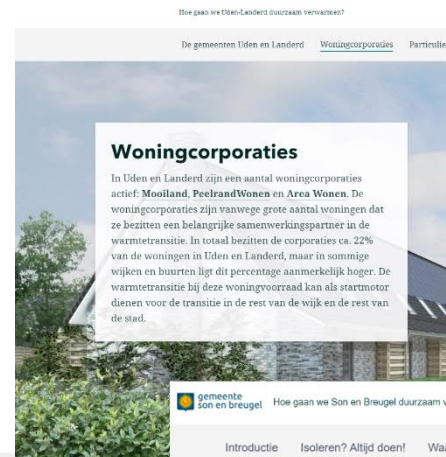 Hoe gaan we Uden-Landerd duurzaam verwarmen?
De gemeenten Uden en Landerd Woningcorporaties
Woningcorporaties
In Uden en Landerd zijn een aantal woningcorporaties
actief: Mooiland, PeelrandWonen en Area Wonen. De
woningcorporaties zijn vanwege grote aantal woningen dat
ze bezitten een belangrijke samenwerkingspartner in de
warmtetransitie. In totaal bezitten de corporaties ca. 22%
van de woningen in Uden en Landerd, maar in sommige
wijken en buurten ligt dit percentage aanmerkelijk hoger. De
warmtetransitie bij deze woningvoorraad kan als startmotor
dienen voor de transitie in de rest van de wijk en de rest van
de stad.
gemeente
son en breugel Hoe gaan we Son en Breugel duurzaam
Introductie Isoleren? Altijd doen!